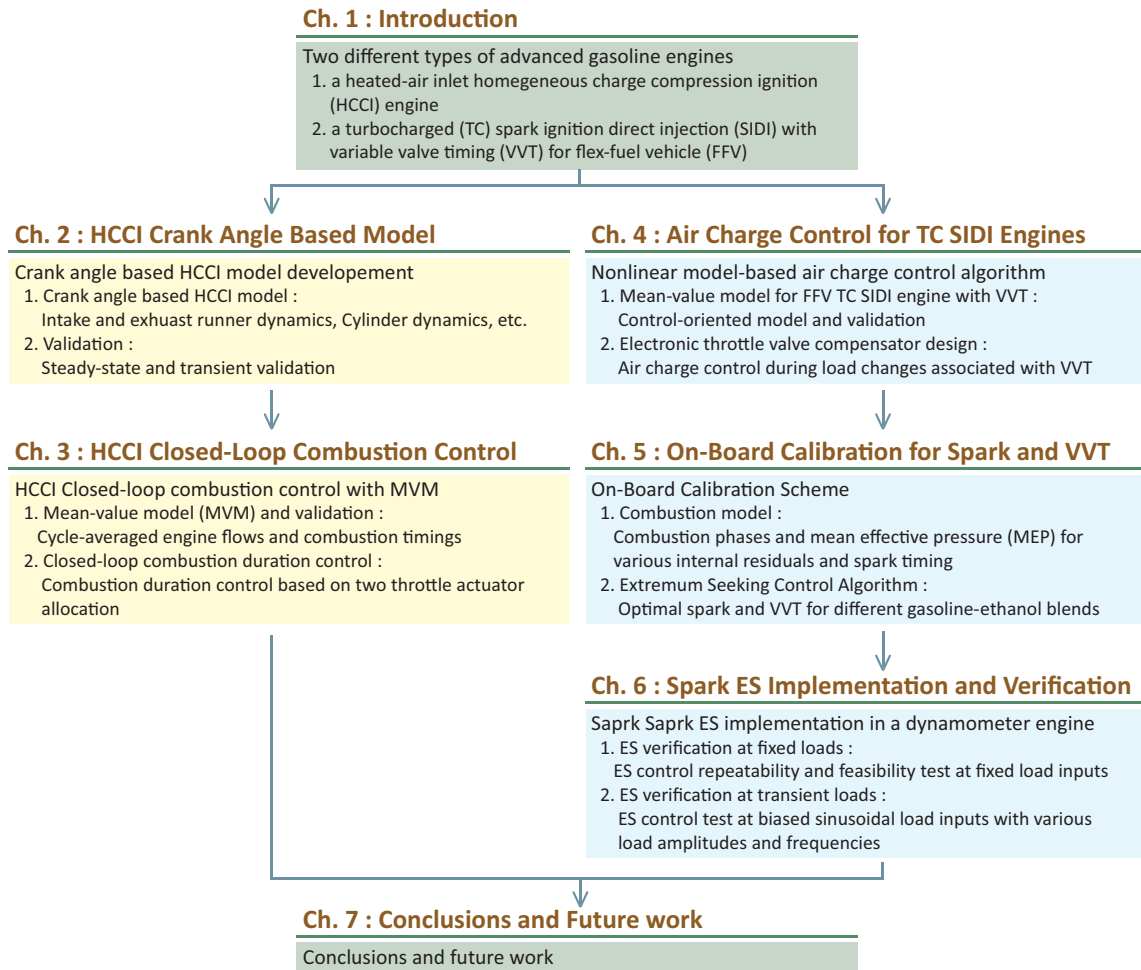 Ch. 1 : Introduction
Two different types of advanced gasoline engines
1. a heated-air inlet homegeneous charge compression ignition
(HCCI) engine
2. a turbocharged (TC) spark ignition direct injection (SIDI) with
variable valve timing (VVT) for flex-fuel vehicle (FFV)
Ch. 2 : HCCI Crank Angle Based Model
Crank angle based HCCI model developement
1. Crank angle based HCCI model :
Intake and exhuast runner dynamics, Cylinder dynamics, etc.
2. Validation :
Steady-state and transient validation
Ch. 3 : HCCI Closed-Loop Combustion Control
HCCI Closed-loop combustion control with MVM
1. Mean-value model (MVM) and validation :
Cycle-averaged engine flows and combustion timings
2. Closed-loop combustion duration control :
Combustion duration control based on two throttle actuator
allocation
Ch. 4 : Air Charge Control for TC SIDI Engines
Nonlinear model-based air charge control algorithm
1. Mean-value model for FFV TC SIDI engine with VVT :
Control-oriented model and validation
2. Electronic throttle valve compensator design :
Air charge control during load changes associated with VVT
Ch. 5 : On-Board Calibration for Spark and VVT
On-Board Calibration Scheme
1. Combustion model :
Combustion phases and mean effective pressure (MEP) for
various internal residuals and spark timing
2. Extremum Seeking Control Algorithm :
Optimal spark and VVT for different gasoline-ethanol blends
Ch. 6 : Spark ES Implementation and Verification
Saprk Saprk ES implementation in a dynamometer engine
1. ES verification at fixed loads :
ES control repeatability and feasibility test at fixed load inputs
2. ES verification at transient loads :
ES control test at biased sinusoidal load inputs with various
load amplitudes and frequencies
Ch. 7 : Conclusions and Future work
Conclusions and future work